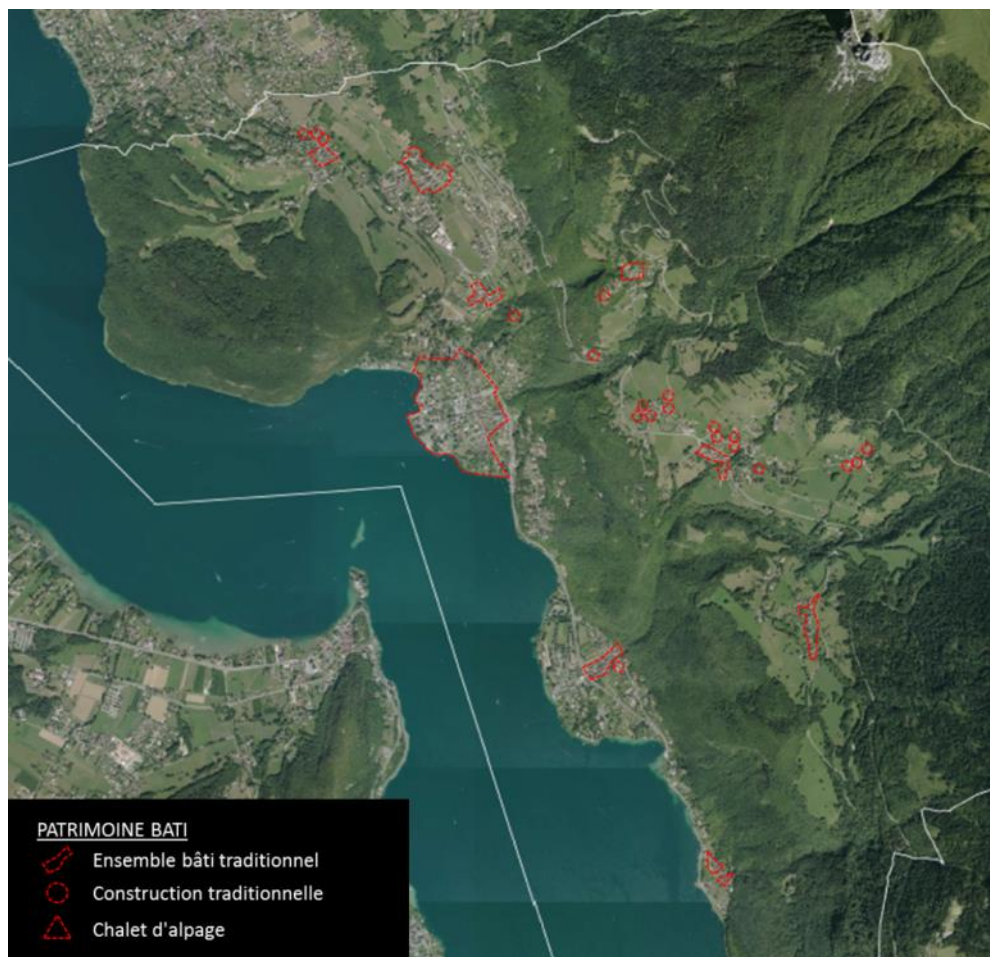 PATRIMOINE BATI
Ensemble bâti traditionnel
Construction traditionnelle
Chalet d'alpage